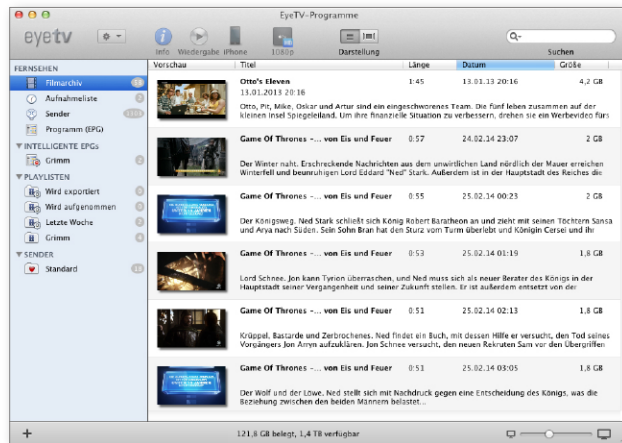 EyeTV-Programme
eyetv
Info Wiedergabe iPhone 1080p Darstellung Suchen
Vorschau Titel Länge Datum Größe
FERNSEHEN
Filmarchiv
Aufnahmeliste
Sender
Programm (EPG)
INTELLIGENTE EPGs
Grimm
PLAYLISTEN
Wird exportiert
Wird aufgenommen
Letzte Woche
Grimm
SENDER
Standard
Otto's Eleven 1:45 13.01.13 20:16 4,2 GB
13.01.2013 20:16
Otto, Pit, Mike, Oskar und Artur sind ein eingeschworenes Team. Die fünf leben zusammen auf der
kleinen Insel Spiegeleiland. Um ihre finanzielle Situation zu verbessern, drehen sie ein Werbevideo fürs
Game Of Thrones -... von Eis und Feuer 0:57 24.02.14 23:07 2 GB
Der Winter naht. Erschreckende Nachrichten aus dem unwirtlichen Land nördlich der Mauer erreichen
Winterfell und beunruhigen Lord Eddard "Ned" Stark. Außerdem ist in der Hauptstadt des Reiches die
Game Of Thrones -... von Eis und Feuer 0:55 25.02.14 00:23 2 GB
Der Königsweg. Ned Stark schließt sich König Robert Baratheon an und zieht mit seinen Töchtern Sansa
und Arya nach Süden. Sein Sohn Bran hat den Sturz vom Turm überlebt und Königin Cersei und ihr
Game Of Thrones -... von Eis und Feuer 0:53 25.02.14 01:19 1,8 GB
Lord Schnee. Jon kann Tyrion überraschen, und Ned muss sich als neuer Berater des Königs in der
Hauptstadt seiner Vergangenheit und seiner Zukunft stellen. Er ist außerdem entsetzt von der
Game Of Thrones -... von Eis und Feuer 0:51 25.02.14 02:13 1,8 GB
Krüppel, Bastarde und Zerbrochenes. Ned findet ein Buch, mit dessen Hilfe er versucht, den Tod seines
Vorgängers Jon Arryn aufzuklären. Jon Schnee versucht, den neuen Rekruten Sam vor den Übergriffen
Game Of Thrones -... von Eis und Feuer 0:51 25.02.14 03:05 1,8 GB
Der Wolf und der Löwe. Ned stellt sich mit Nachdruck gegen eine Entscheidung des Königs, was die
Beziehung zwischen den beiden Männern belastet...
121,8 GB belegt, 1,4 TB verfügbar